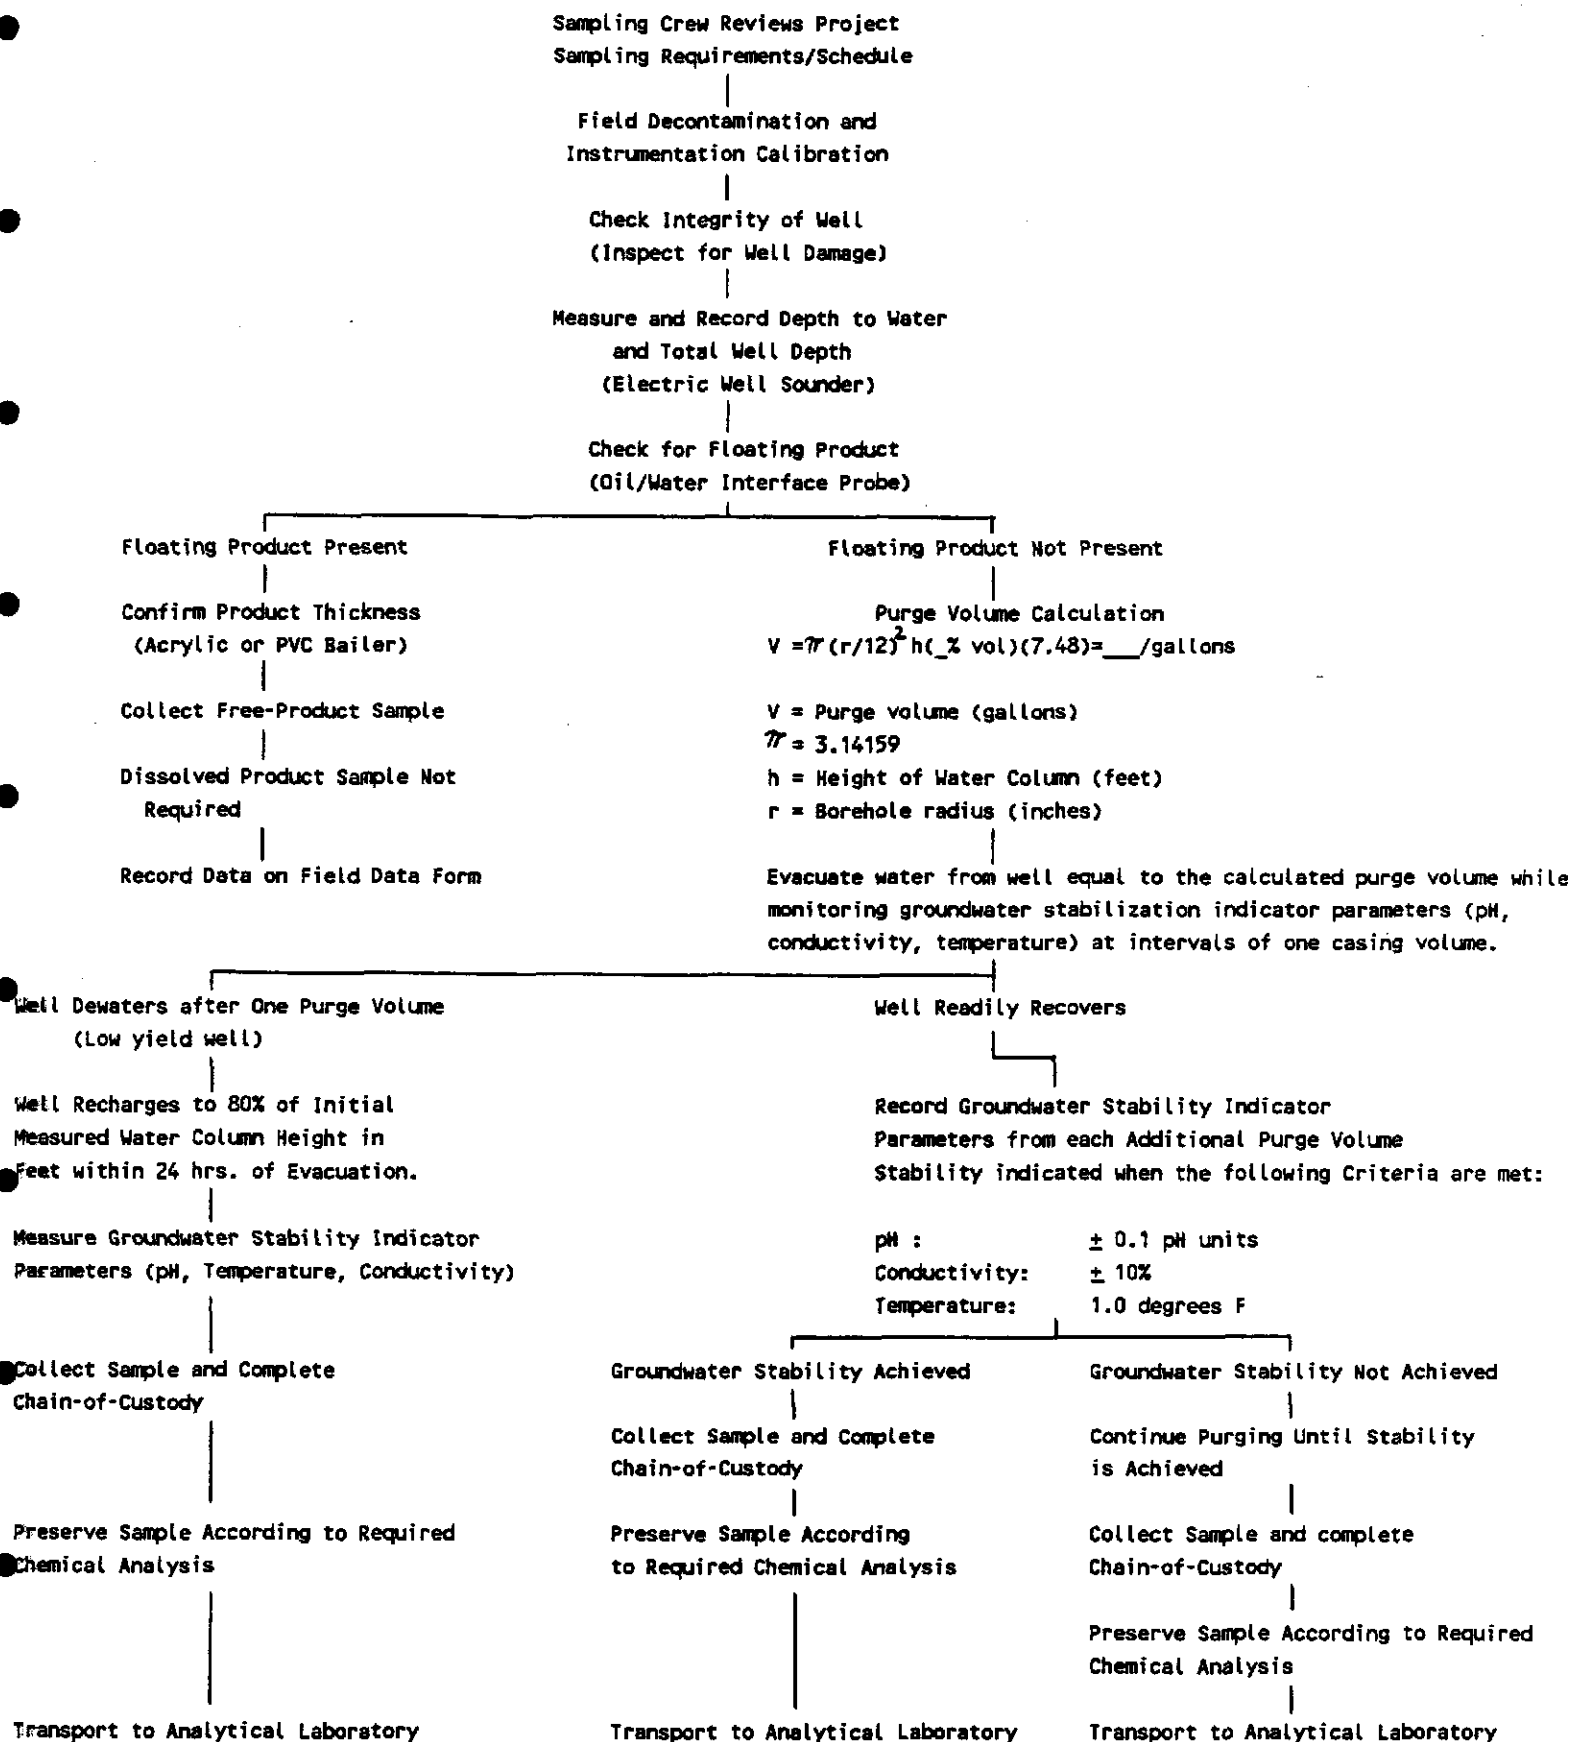 Sampling Crew Reviews Project
Sampling Requirements/Schedule
Field Decontamination and
Instrumentation Calibration
Check Integrity of Well
(Inspect for Well Damage)
Measure and Record Depth to Water
and Total Well Depth
(Electric Well Sounder)
Check for Floating Product
(Oil/Water Interface Probe)
Floating Product Present
Confirm Product Thickness
(Acrylic or PVC Bailer)
Collect Free-Product Sample
Dissolved Product Sample Not
Required
Record Data on Field Data Form
Floating Product Not Present
Purge Volume Calculation
V =π(r/12)² h(_% vol)(7.48)=___/gallons
V = Purge volume (gallons)
π = 3.14159
h = Height of Water Column (feet)
r = Borehole radius (inches)
Evacuate water from well equal to the calculated purge volume while
monitoring groundwater stabilization indicator parameters (pH,
conductivity, temperature) at intervals of one casing volume.
Well Dewaters after One Purge Volume
(Low yield well)
Well Recharges to 80% of Initial
Measured Water Column Height in
Feet within 24 hrs. of Evacuation.
Measure Groundwater Stability Indicator
Parameters (pH, Temperature, Conductivity)
Collect Sample and Complete
Chain-of-Custody
Preserve Sample According to Required
Chemical Analysis
Transport to Analytical Laboratory
Well Readily Recovers
Record Groundwater Stability Indicator
Parameters from each Additional Purge Volume
Stability indicated when the following Criteria are met:
pH : ± 0.1 pH units
Conductivity: ± 10%
Temperature: 1.0 degrees F
Groundwater Stability Achieved
Collect Sample and Complete
Chain-of-Custody
Preserve Sample According
to Required Chemical Analysis
Transport to Analytical Laboratory
Groundwater Stability Not Achieved
Continue Purging Until Stability
is Achieved
Collect Sample and complete
Chain-of-Custody
Preserve Sample According to Required
Chemical Analysis
Transport to Analytical Laboratory